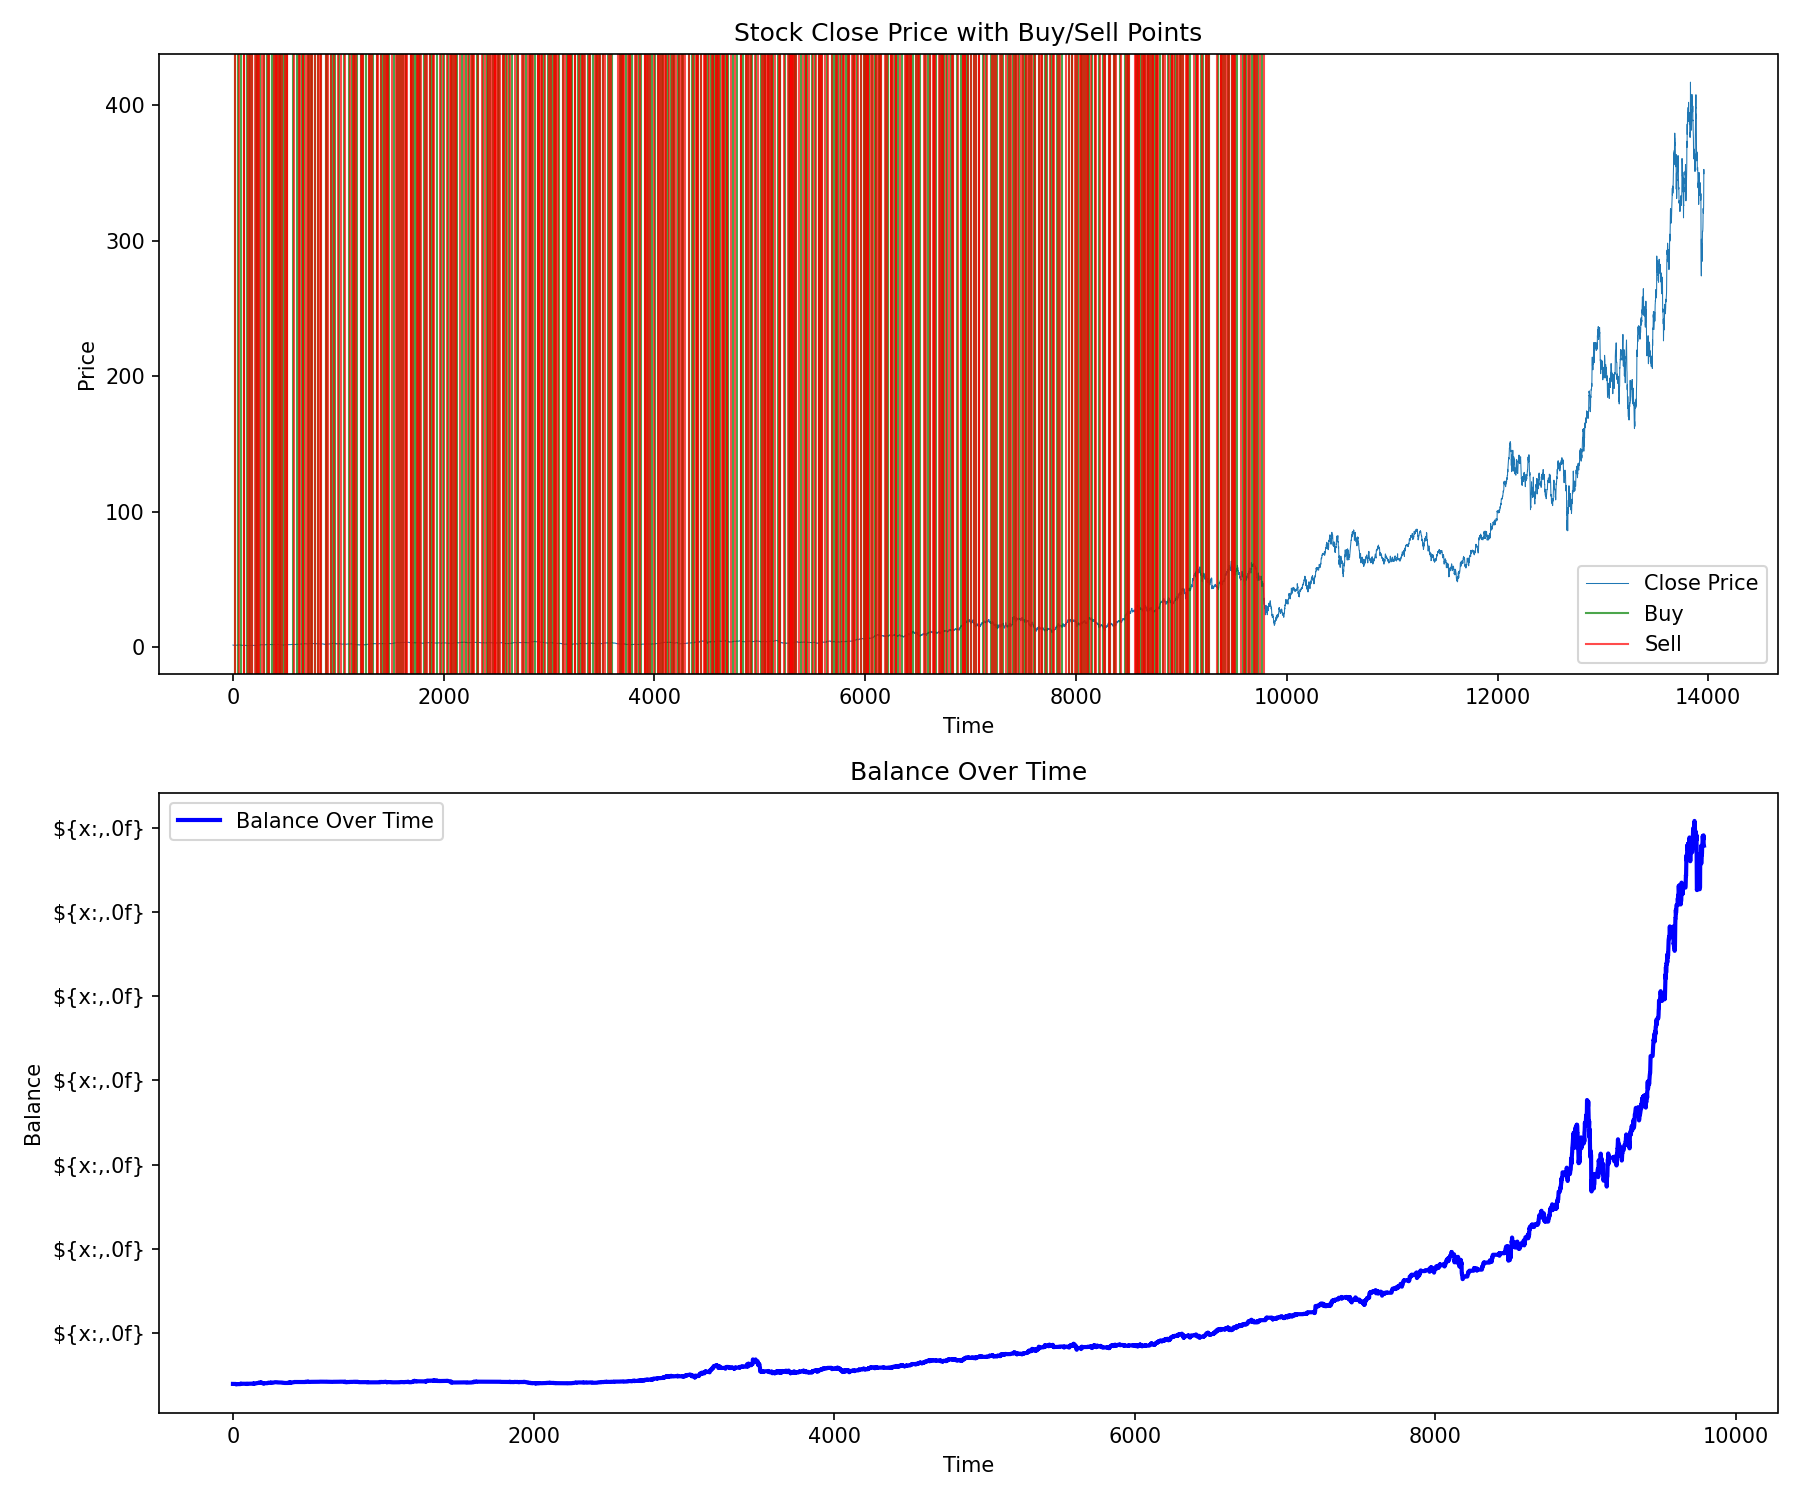 Stock Close Price with Buy/Sell Points
Price
400
300
200
100
0
Close Price
Buy
Sell
0 2000 4000 6000 8000 10000 12000 14000
Time
Balance Over Time
Balance
Balance Over Time
${x:,.0f}
${x:,.0f}
${x:,.0f}
${x:,.0f}
${x:,.0f}
${x:,.0f}
${x:,.0f}
0 2000 4000 6000 8000 10000
Time